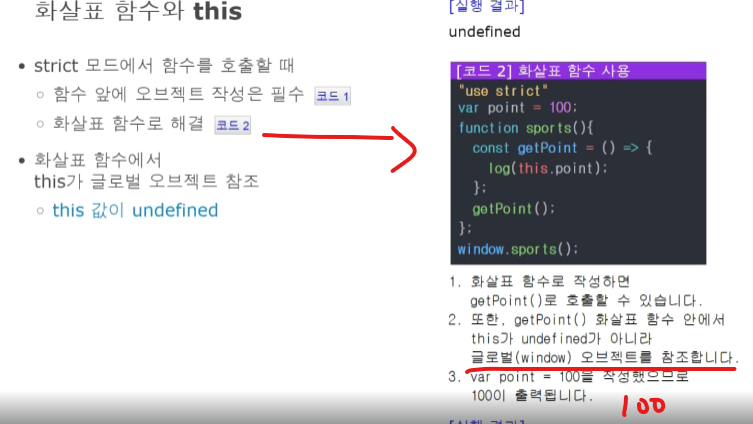 화살표 함수와 this
• strict 모드에서 함수를 호출할 때
○ 함수 앞에 오브젝트 작성은 필수 코드 1
○ 화살표 함수로 해결 코드 2
• 화살표 함수에서
this가 글로벌 오브젝트 참조
○ this 값이 undefined
[실행 결과]
undefined
[코드 2] 화살표 함수 사용
"use strict"
var point = 100;
function sports(){
const getPoint = () => {
log(this.point);
};
getPoint();
};
window.sports();
1. 화살표 함수로 작성하면
getPoint()로 호출할 수 있습니다.
2. 또한, getPoint() 화살표 함수 안에서
this가 undefined가 아니라
글로벌(window) 오브젝트를 참조합니다.
3. var point = 100을 작성했으므로
100이 출력됩니다.
100
[실행 결과]